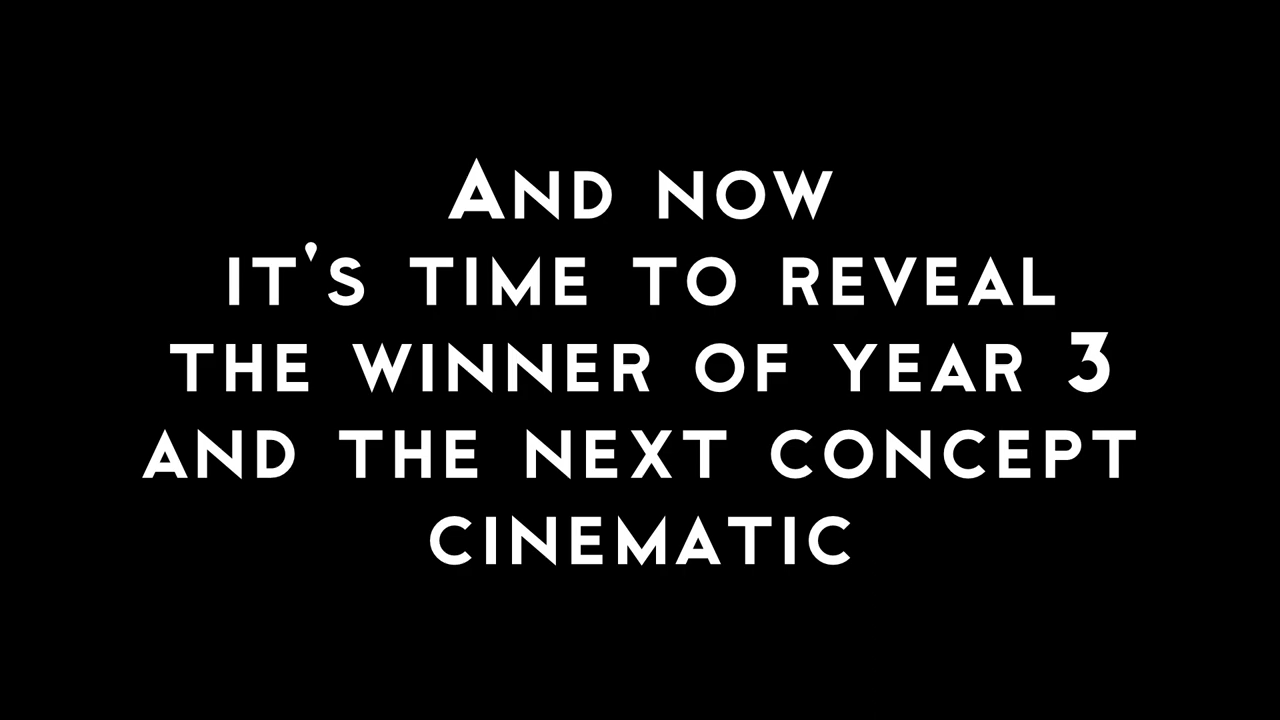 And now
it's time to reveal
the winner of year 3
and the next concept
cinematic